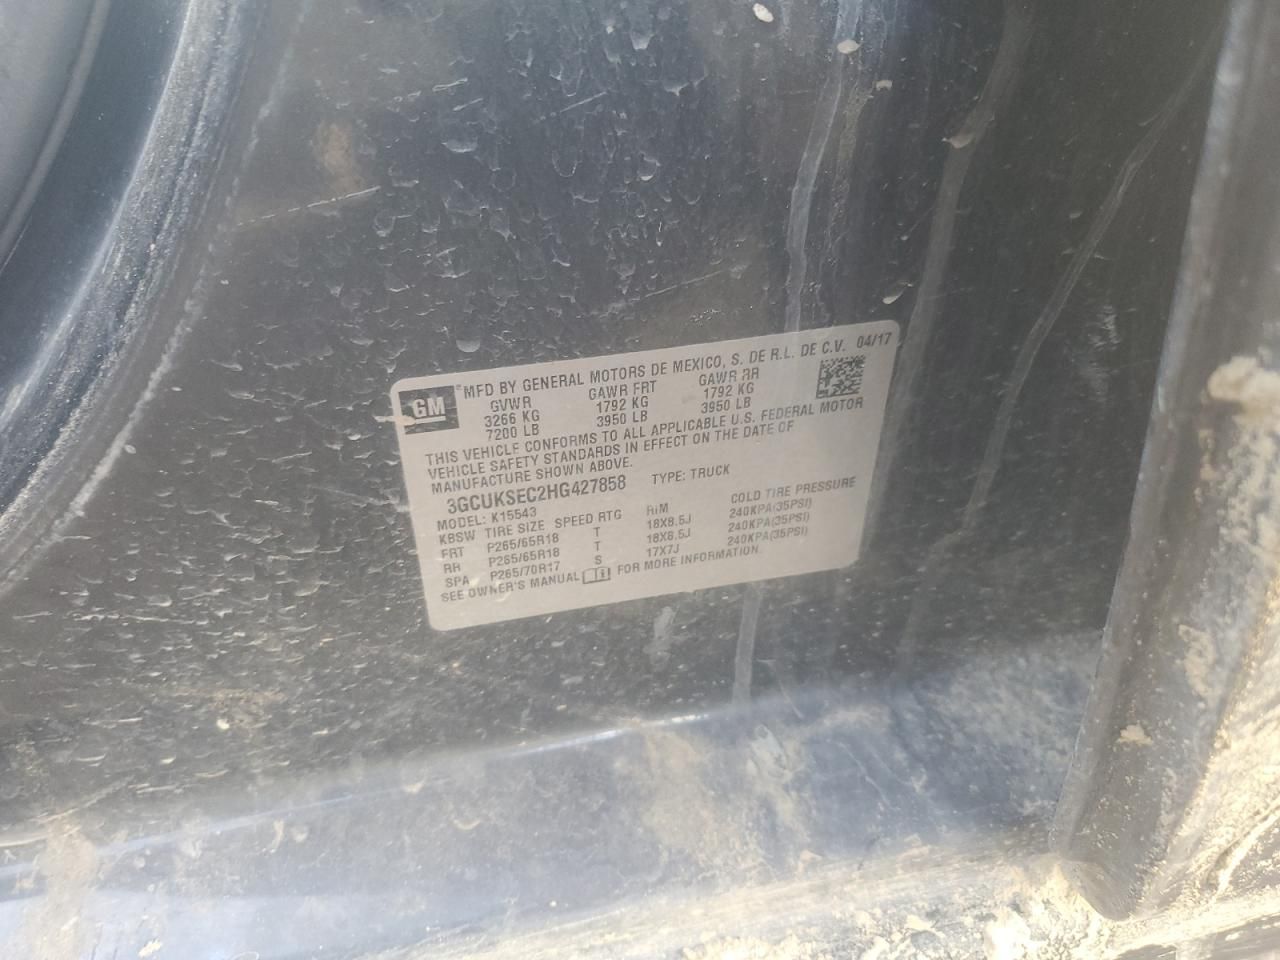 GM
MFD BY GENERAL MOTORS DE MEXICO, S. DE R.L. DE C.V. 04/17
GVWR GAWR FRT GAWR RR
3266 KG 1792 KG 1792 KG
7200 LB 3950 LB 3950 LB
THIS VEHICLE CONFORMS TO ALL APPLICABLE U.S. FEDERAL MOTOR
VEHICLE SAFETY STANDARDS IN EFFECT ON THE DATE OF
MANUFACTURE SHOWN ABOVE.
3GCUKSEC2HG427858 TYPE: TRUCK
MODEL: K15543
KBSW TIRE SIZE SPEED RTG RIM COLD TIRE PRESSURE
FRT P265/65R18 T 18X8.5J 240KPA(35PSI)
RR P265/65R18 T 18X8.5J 240KPA(35PSI)
SPA P265/70R17 S 17X7J 240KPA(35PSI)
SEE OWNER'S MANUAL FOR MORE INFORMATION.